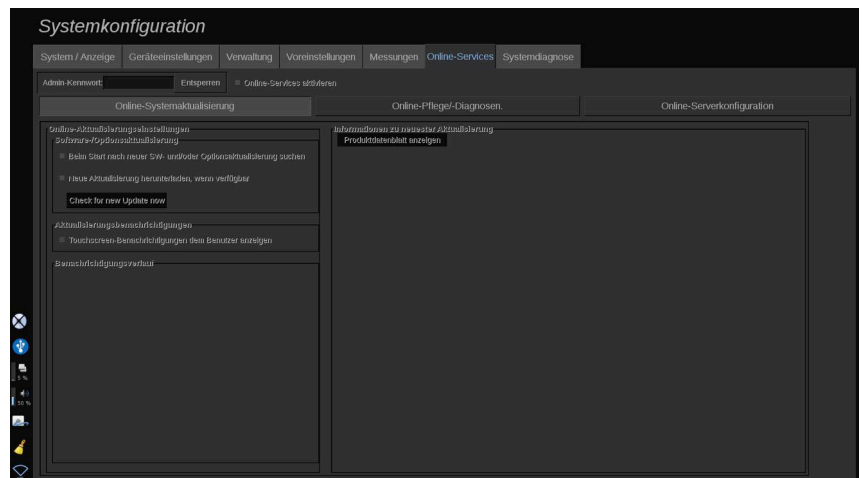 Systemkonfiguration
System / Anzeige Geräteeinstellungen Verwaltung Voreinstellungen Messungen Online-Services Systemdiagnose
Admin-Kennwort: Entsperren Online-Services aktivieren
Online-Systemaktualisierung Online-Pflege/-Diagnosen. Online-Serverkonfiguration
Online-Aktualisierungseinstellungen Informationen zu neuester Aktualisierung
Software-/Optionsaktualisierung Produktdatenblatt anzeigen
Beim Start nach neuer SW- und/oder Optionsaktualisierung suchen
Neue Aktualisierung herunterladen, wenn verfügbar
Check for new Update now
Aktualisierungsbenachrichtigungen
Touchscreen-Benachrichtigungen dem Benutzer anzeigen
Benachrichtigungsverlauf
5 %
50 %